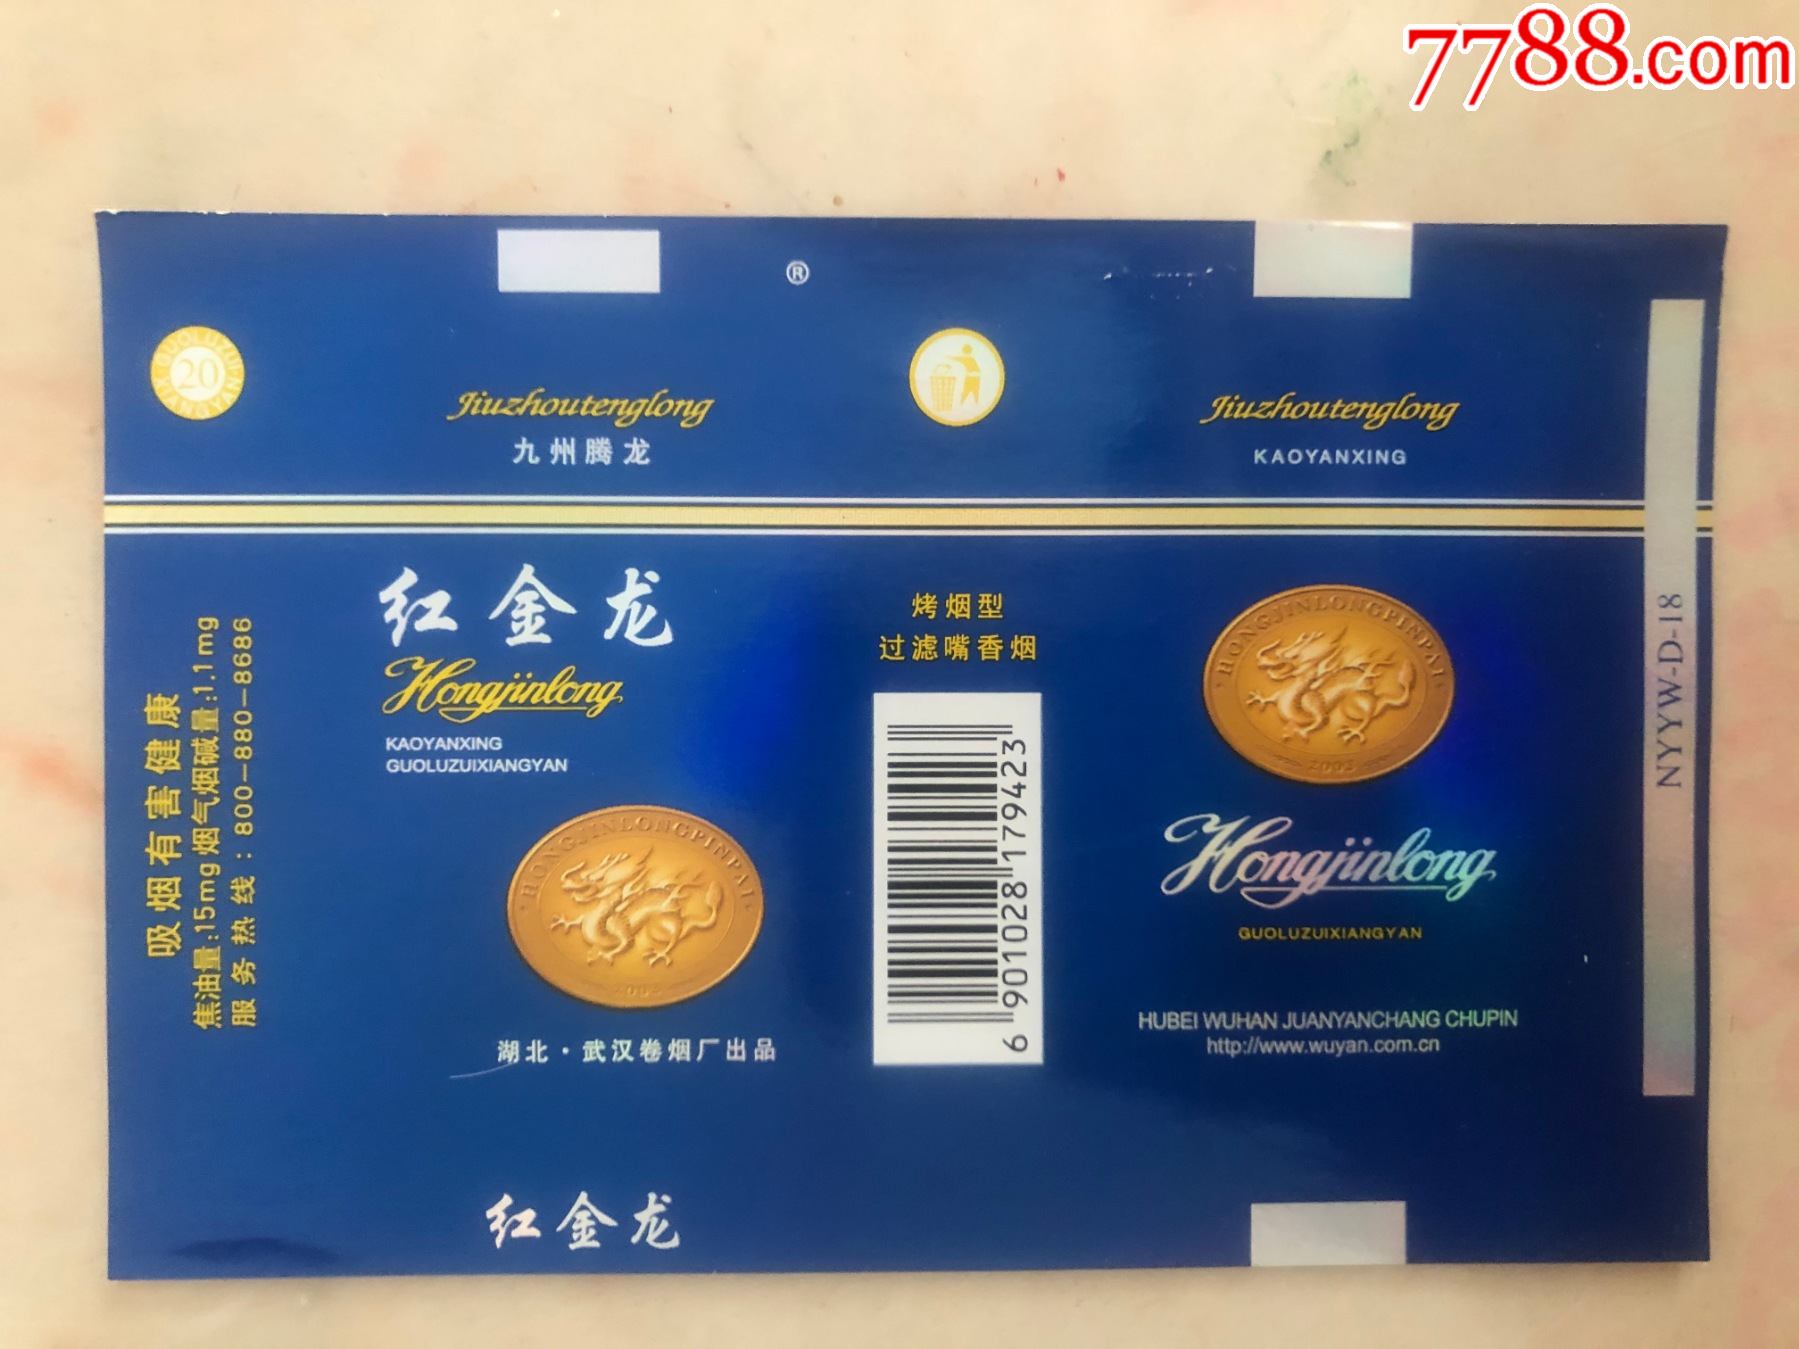 7788.com
®
GUOLUZUI
20
XIANGYAN
Jiuzhoutenglong
九州腾龙
Jiuzhoutenglong
KAOYANXING
吸烟有害健康
焦油量:15mg 烟气烟碱量:1.1mg
服务热线:800-880-8686
红金龙
Hongjinlong
KAOYANXING
GUOLUZUIXIANGYAN
HONGJINLONGPINPAI
湖北·武汉卷烟厂出品
红金龙
烤烟型
过滤嘴香烟
6 901028 179423
HONGJINLONGPINPAI
2003
Hongjinlong
GUOLUZUIXIANGYAN
HUBEI WUHAN JUANYANCHANG CHUPIN
http://www.wuyan.com.cn
NYYW-D-18